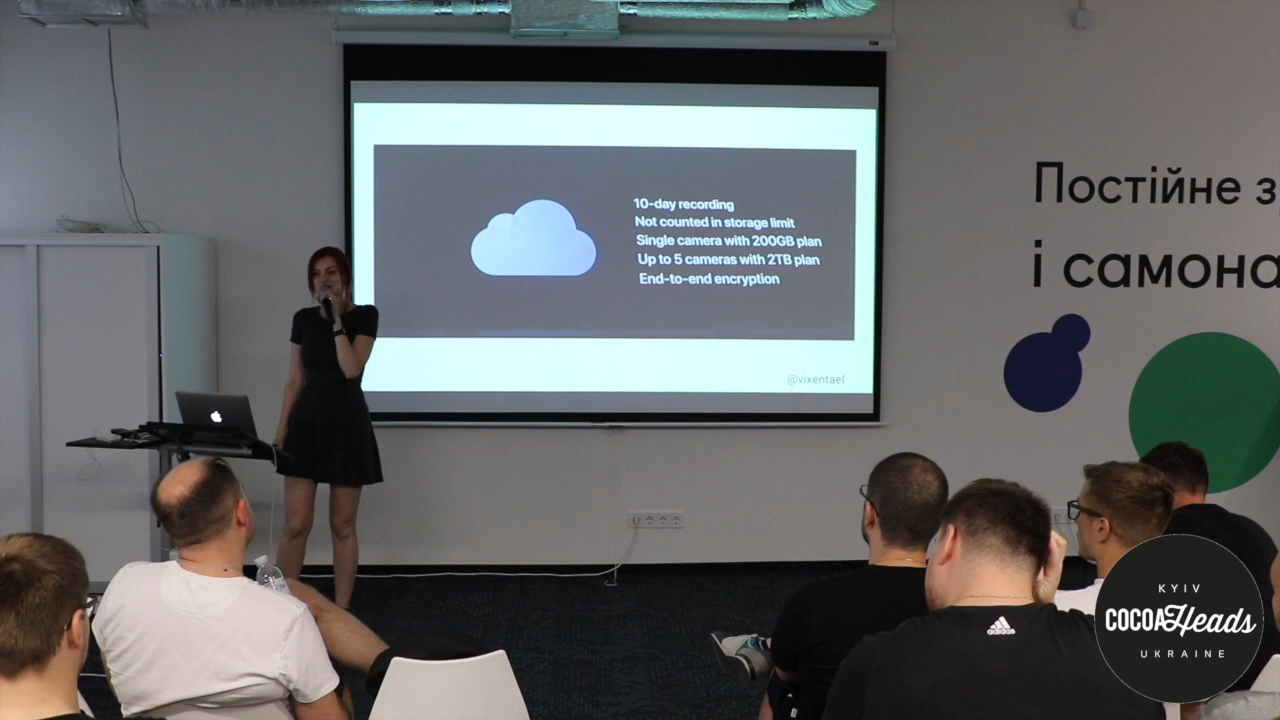 10-day recording
Not counted in storage limit
Single camera with 200GB plan
Up to 5 cameras with 2TB plan
End-to-end encryption
@vixentael
Постійне з
і самона
adidas
KYIV
COCOAHeads
UKRAINE